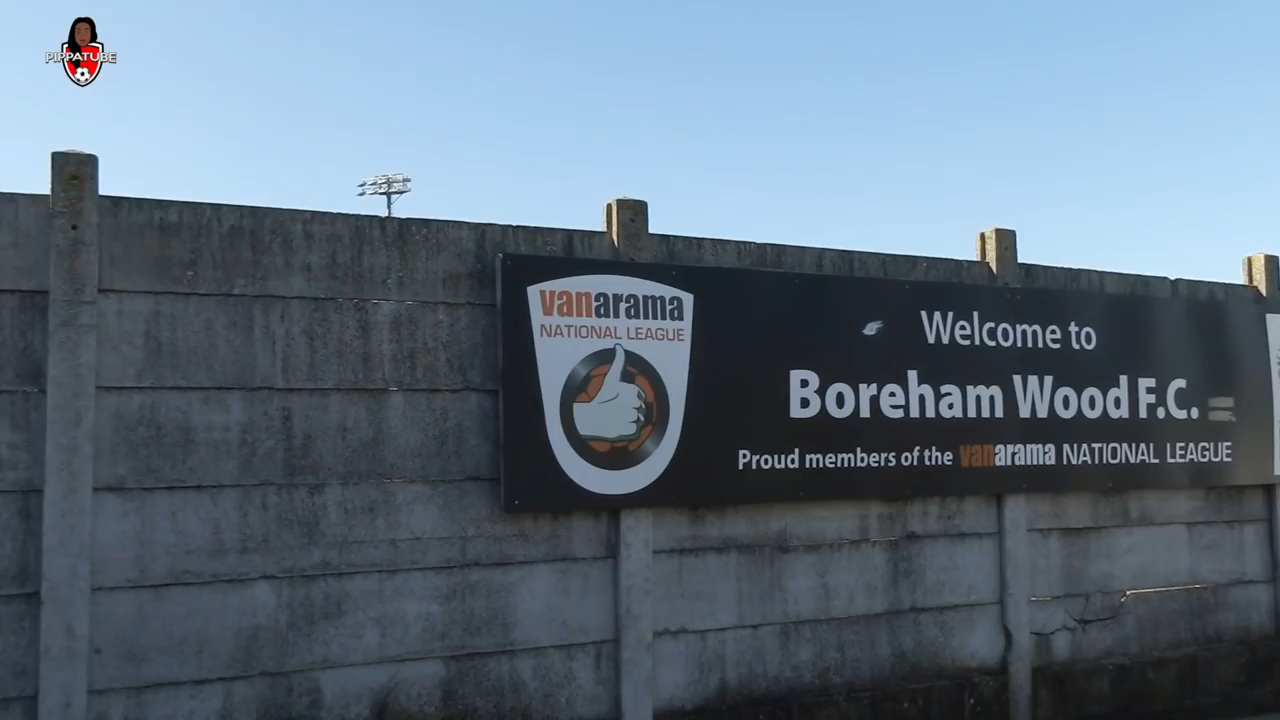 PIPPATUBE
vanarama
NATIONAL LEAGUE
Welcome to
Boreham Wood F.C.
Proud members of the vanarama NATIONAL LEAGUE